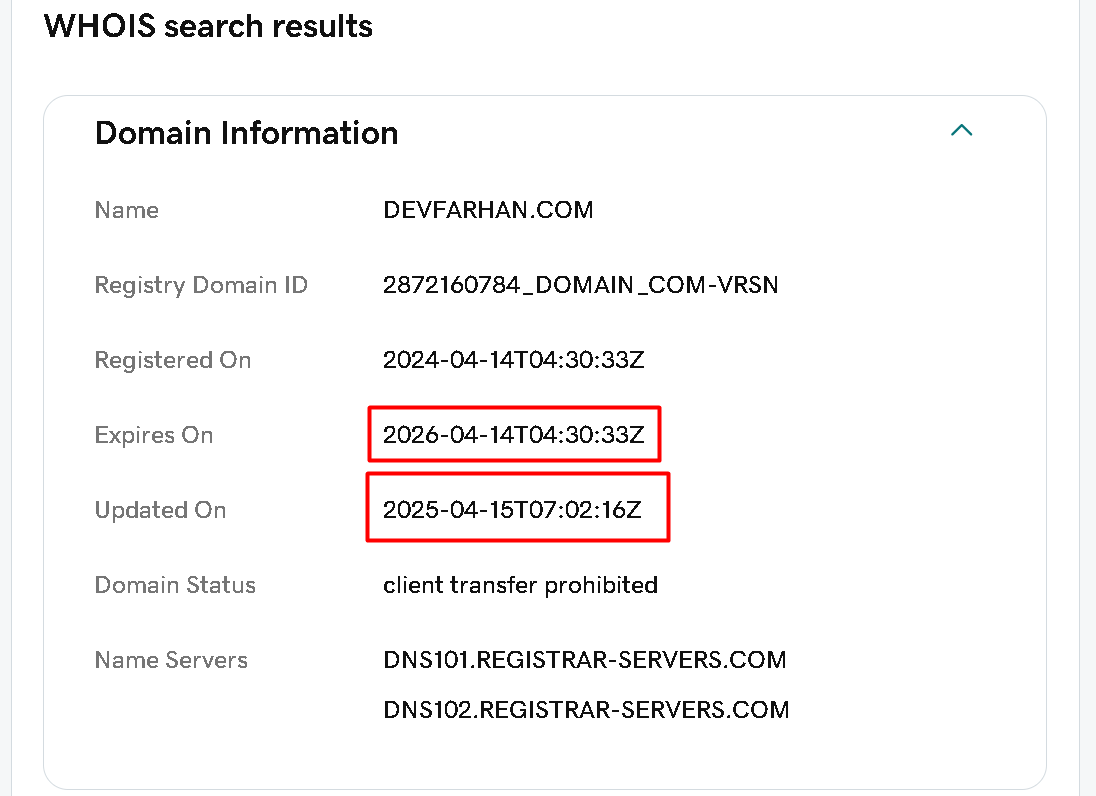 WHOIS search results
Domain Information
Name DEVFARHAN.COM
Registry Domain ID 2872160784_DOMAIN_COM-VRSN
Registered On 2024-04-14T04:30:33Z
Expires On 2026-04-14T04:30:33Z
Updated On 2025-04-15T07:02:16Z
Domain Status client transfer prohibited
Name Servers DNS101.REGISTRAR-SERVERS.COM
DNS102.REGISTRAR-SERVERS.COM